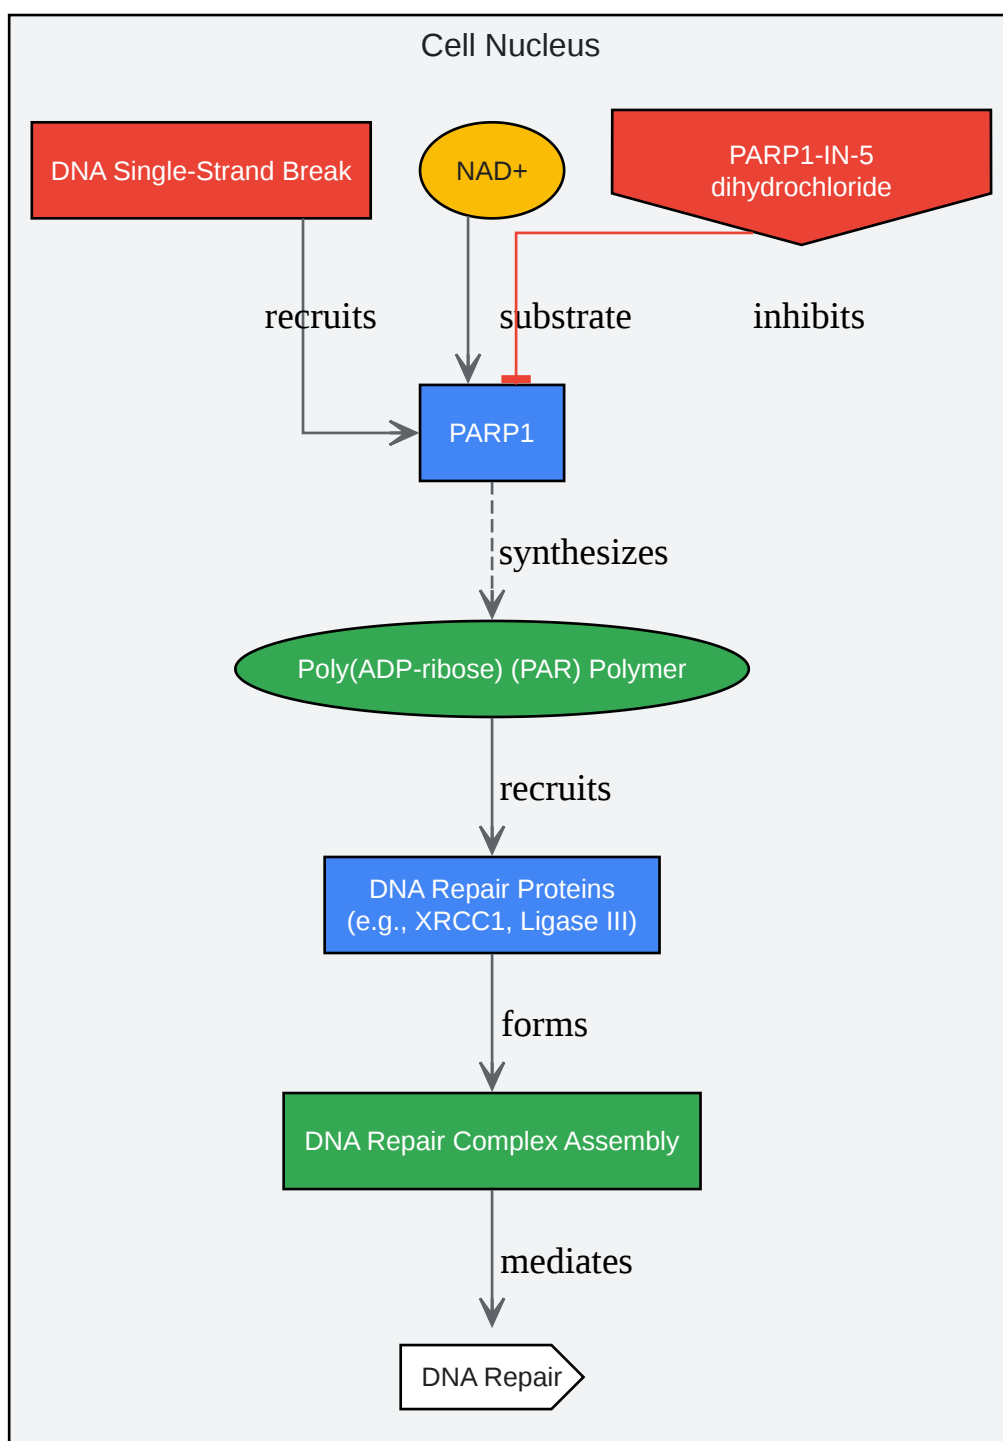 Cell Nucleus
DNA Single-Strand Break
NAD+
PARP1-IN-5
dihydrochloride
recruits
substrate
inhibits
PARP1
synthesizes
Poly(ADP-ribose) (PAR) Polymer
recruits
DNA Repair Proteins
(e.g., XRCC1, Ligase III)
forms
DNA Repair Complex Assembly
mediates
DNA Repair